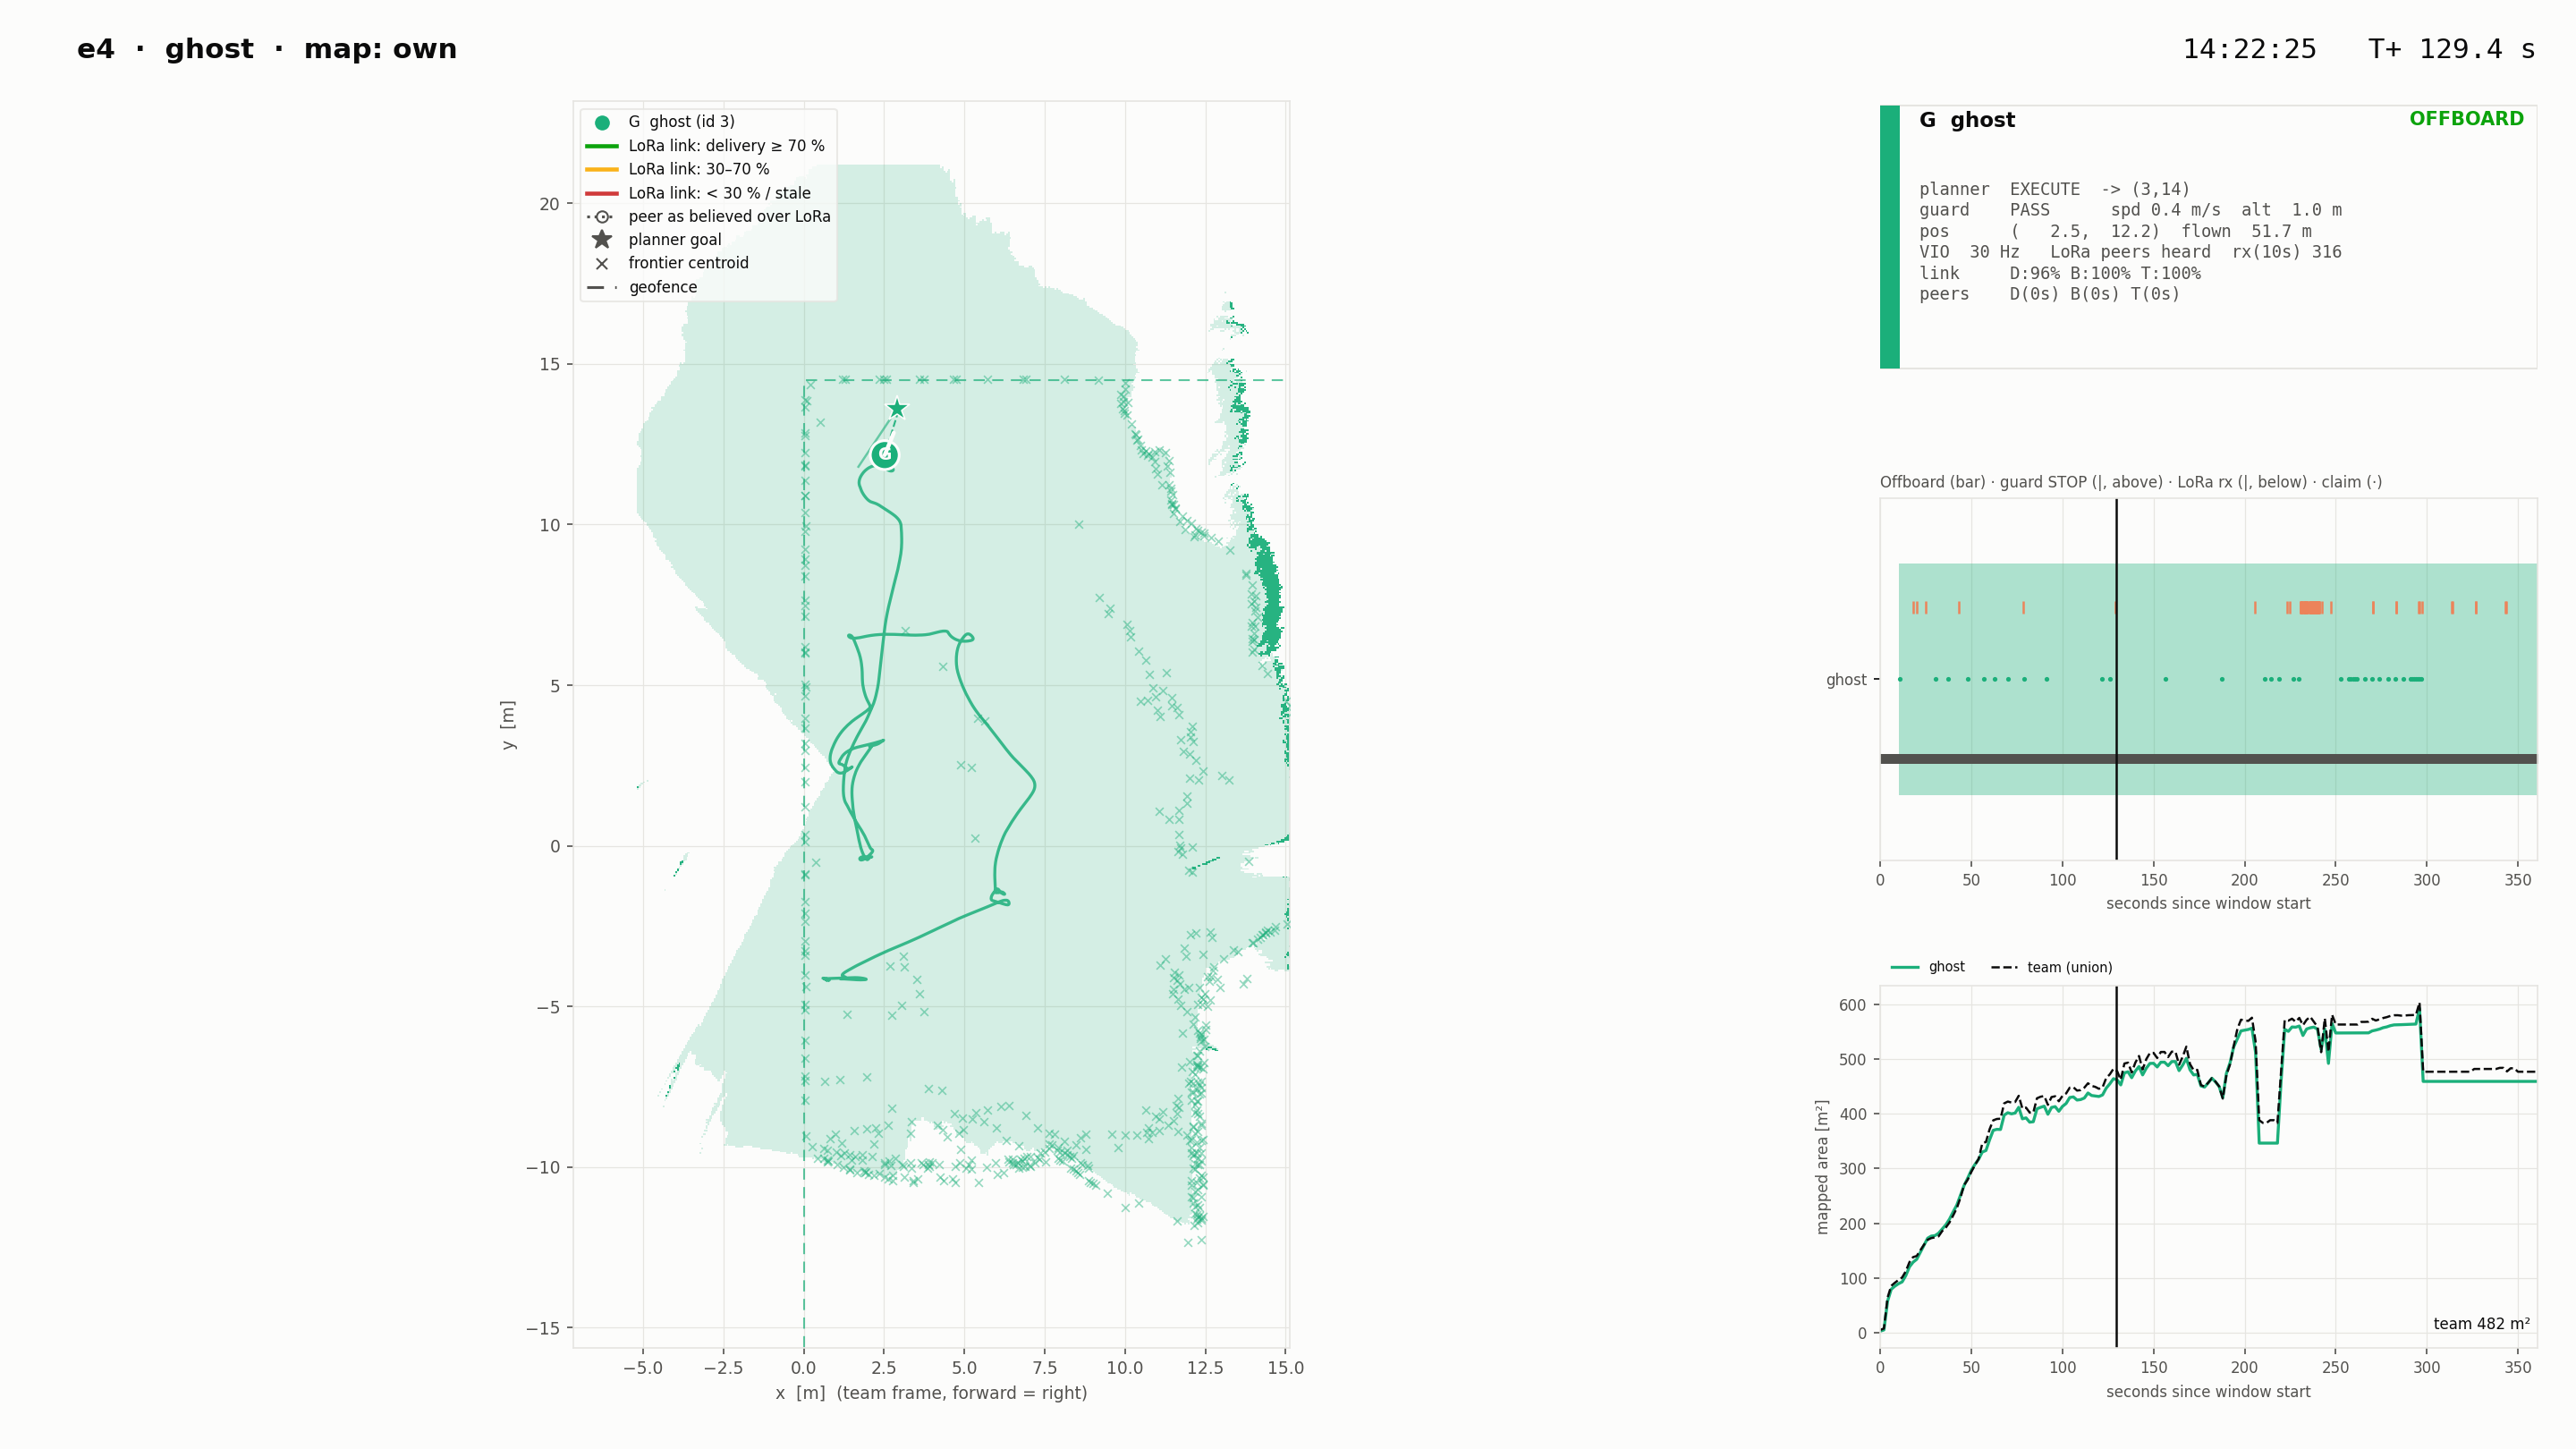 e4 · ghost · map: own
14:22:25 T+ 129.4 s
G ghost (id 3)
LoRa link: delivery ≥ 70 %
LoRa link: 30–70 %
LoRa link: < 30 % / stale
peer as believed over LoRa
planner goal
frontier centroid
geofence
20
15
10
5
0
−5
−10
−15
y [m]
G
−5.0 −2.5 0.0 2.5 5.0 7.5 10.0 12.5 15.0
x [m] (team frame, forward = right)
G ghost OFFBOARD
planner EXECUTE -> (3,14)
guard PASS spd 0.4 m/s alt 1.0 m
pos ( 2.5, 12.2) flown 51.7 m
VIO 30 Hz LoRa peers heard rx(10s) 316
link D:96% B:100% T:100%
peers D(0s) B(0s) T(0s)
Offboard (bar) · guard STOP (|, above) · LoRa rx (|, below) · claim (·)
ghost
0 50 100 150 200 250 300 350
seconds since window start
ghost team (union)
600
500
400
300
200
100
0
mapped area [m²]
team 482 m²
0 50 100 150 200 250 300 350
seconds since window start